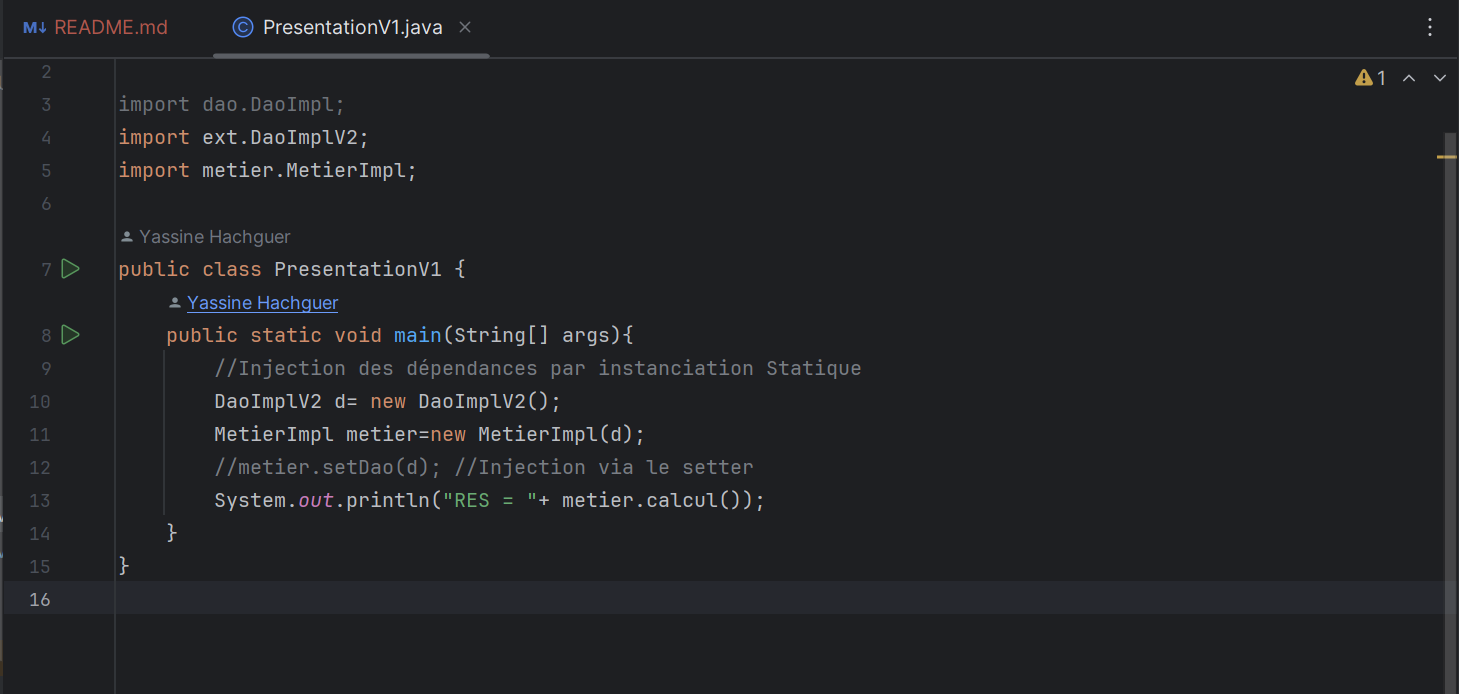 M↓ README.md PresentationV1.java
2
1
3 import dao.DaoImpl;
4 import ext.DaoImplV2;
5 import metier.MetierImpl;
6
Yassine Hachguer
7 public class PresentationV1 {
Yassine Hachguer
8 public static void main(String[] args){
9 //Injection des dépendances par instanciation Statique
10 DaoImplV2 d= new DaoImplV2();
11 MetierImpl metier=new MetierImpl(d);
12 //metier.setDao(d); //Injection via le setter
13 System.out.println("RES = "+ metier.calcul());
14 }
15 }
16